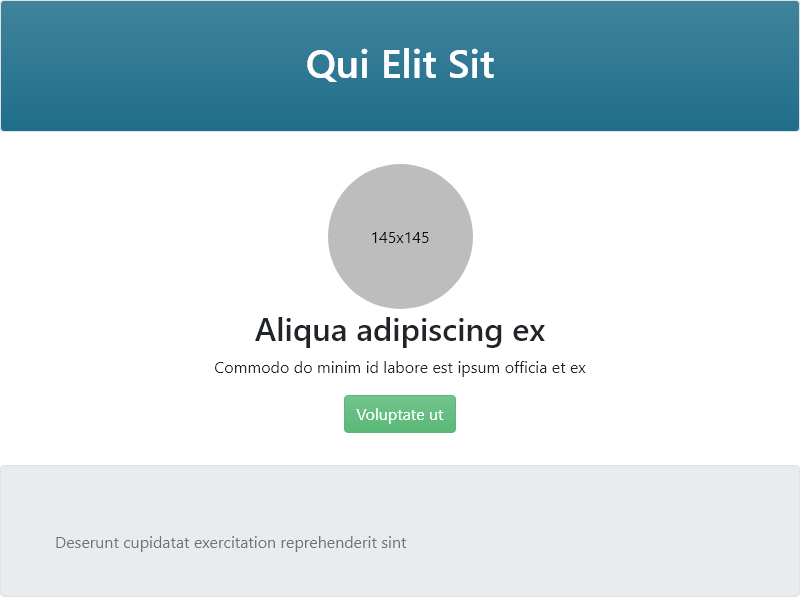 Qui Elit Sit
145x145
Aliqua adipiscing ex
Commodo do minim id labore est ipsum officia et ex
Voluptate ut
Deserunt cupidatat exercitation reprehenderit sint